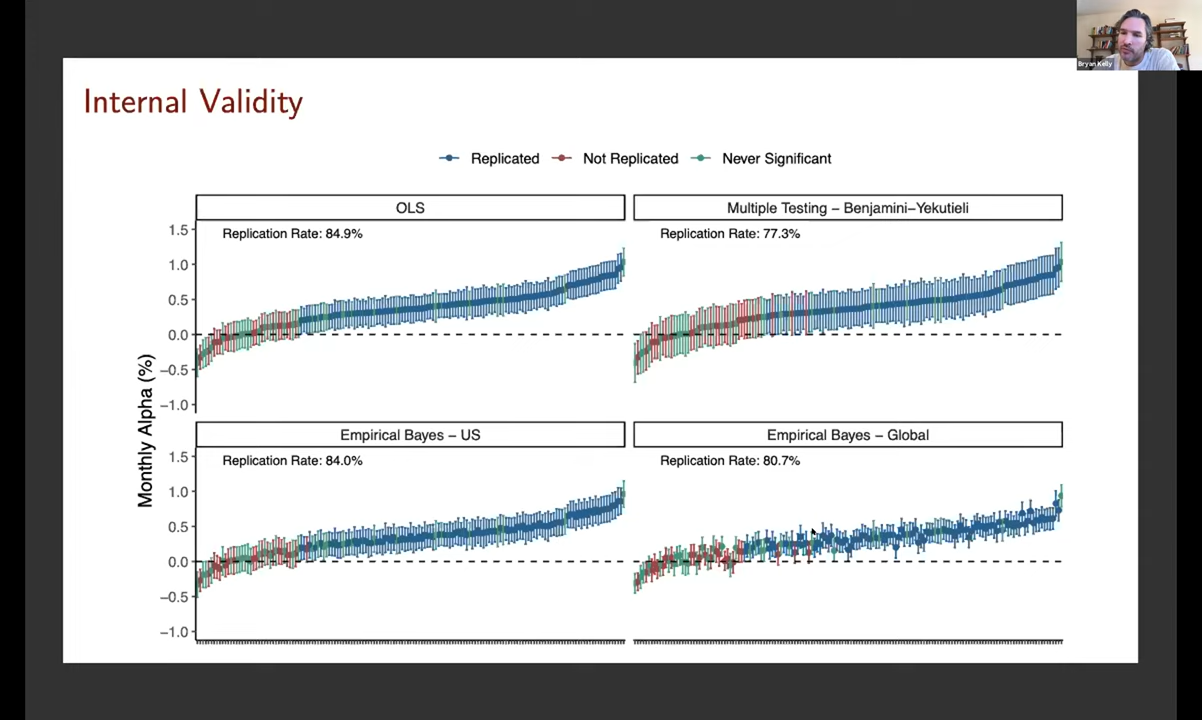 Bryan Kelly
Internal Validity
Replicated Not Replicated Never Significant
OLS
Multiple Testing − Benjamini−Yekutieli
Replication Rate: 84.9%
Replication Rate: 77.3%
1.5
1.0
0.5
0.0
−0.5
−1.0
Monthly Alpha (%)
Empirical Bayes − US
Empirical Bayes − Global
Replication Rate: 84.0%
Replication Rate: 80.7%
1.5
1.0
0.5
0.0
−0.5
−1.0